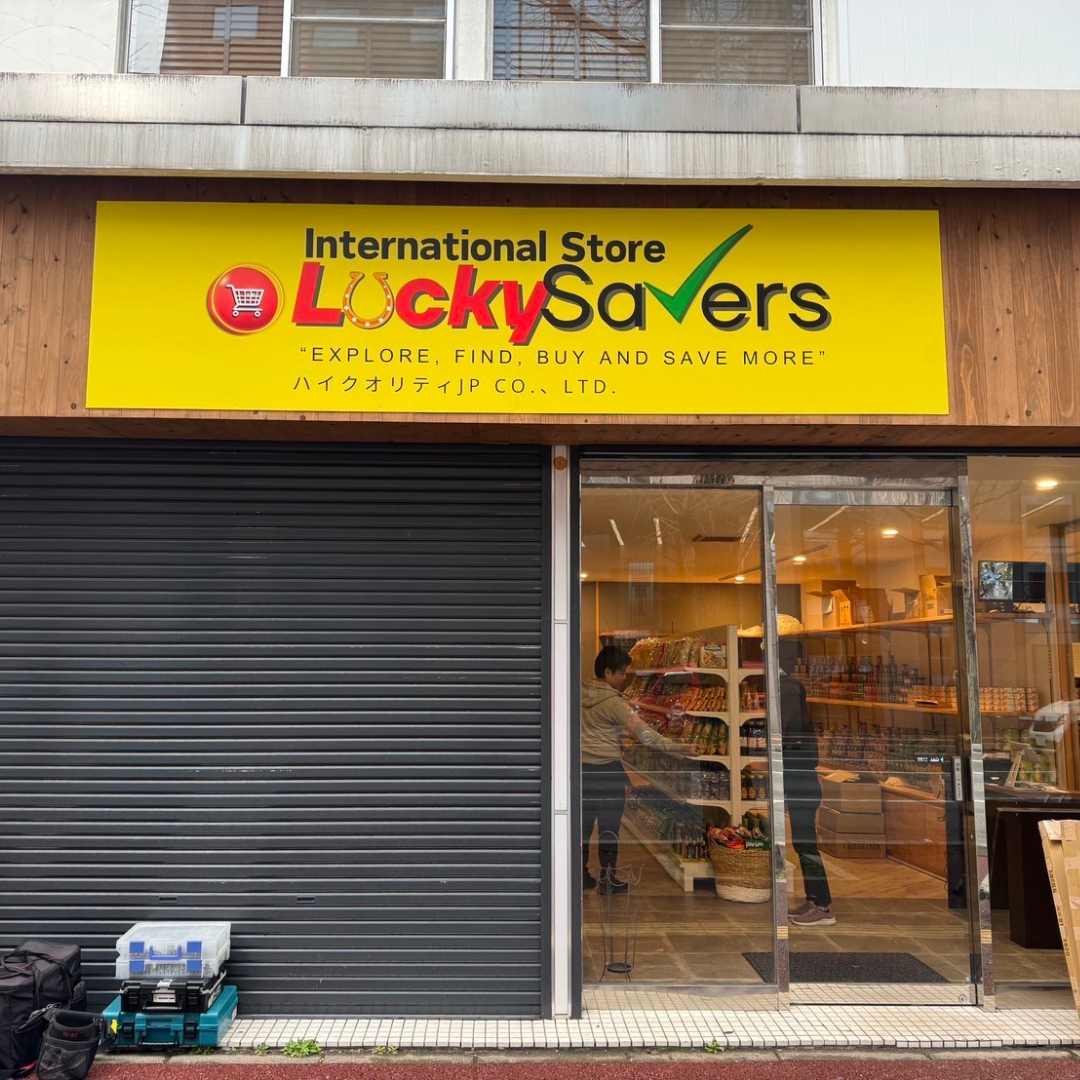 International Store
LuckySavers
“EXPLORE, FIND, BUY AND SAVE MORE”
ハイクオリティJP CO.、LTD.